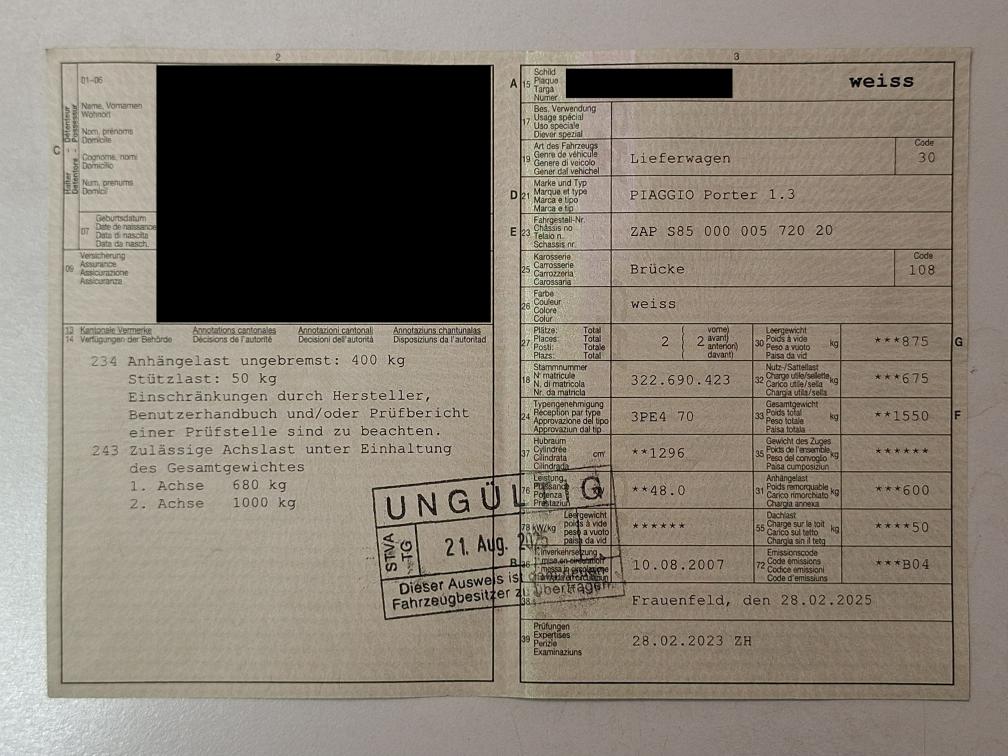 2
01-06
Name, Vornamen
Wohnort
Nom, prénoms
Domicile
Cognome, nomi
Domicilio
Num, prenums
Domicil
C
Halter Détenteur
Detentore Possessur
07
Geburtsdatum
Date de naissance
Data di nascita
Data da nasch.
09
Versicherung
Assurance
Assicurazione
Assicuranza
13 Kantonale Vermerke Annotations cantonales Annotazioni cantonali Annotaziuns chantunalas
14 Verfügungen der Behörde Décisions de l'autorité Decisioni dell'autorità Disposiziuns da l'autoritad
234 Anhängelast ungebremst: 400 kg
Stützlast: 50 kg
Einschränkungen durch Hersteller,
Benutzerhandbuch und/oder Prüfbericht
einer Prüfstelle sind zu beachten.
243 Zulässige Achslast unter Einhaltung
des Gesamtgewichtes
1. Achse 680 kg
2. Achse 1000 kg
UNGÜLTIG
STVA
TG
21. Aug. 2025
Dieser Ausweis ist
Fahrzeugbesitzer zu übertragen
3
A 15
Schild
Plaque
Targa
Numer
weiss
17
Bes. Verwendung
Usage spécial
Uso speciale
Diever spezial
19
Art des Fahrzeugs
Genre de véhicule
Genere di veicolo
Gener dal vehichel
Lieferwagen
Code
30
D 21
Marke und Typ
Marque et type
Marca e tipo
Marca e tip
PIAGGIO Porter 1.3
E 23
Fahrgestell-Nr.
Châssis no
Telaio n.
Schassis nr.
ZAP S85 000 005 720 20
25
Karosserie
Carrosserie
Carrozzeria
Carossaria
Brücke
Code
108
26
Farbe
Couleur
Colore
Colur
weiss
27
Plätze: Total
Places: Total
Posti: Totale
Plazs: Total
2 ( 2
vorne)
avant)
anteriori)
davant)
30
Leergewicht
Poids à vide
Peso a vuoto
Paisa da vid
kg
***875
G
18
Stammnummer
N° matricule
N. di matricola
Nr. da matricla
322.690.423
32
Nutz-/Sattellast
Charge utile/sellette
Carico utile/sella
Chargia utila/sella
kg
***675
24
Typengenehmigung
Réception par type
Approvazione del tipo
Approvaziun dal tip
3PE4 70
33
Gesamtgewicht
Poids total
Peso totale
Paisa totala
kg
**1550
F
37
Hubraum
Cylindrée
Cilindrata
Cilindrada
cm³
**1296
35
Gewicht des Zuges
Poids de l'ensemble
Peso del convoglio
Paisa cumposiziun
kg
******
76
Leistung
Puissance
Potenza
Prestaziun
**48.0
31
Anhängelast
Poids remorquable
Carico rimorchiato
Chargia annexa
kg
***600
78 kW/kg
Leergewicht
poids à vide
peso a vuoto
paisa da vid
******
55
Dachlast
Charge sur le toit
Carico sul tetto
Chargia sin il tetg
kg
****50
B 36
1. Inverkehrsetzung
1re mise en circulation
10.08.2007
72
Emissionscode
Code émissions
Codice emissioni
Code d'emissiuns
***B04
38
Frauenfeld, den 28.02.2025
39
Prüfungen
Expertises
Perizie
Examinaziuns
28.02.2023 ZH